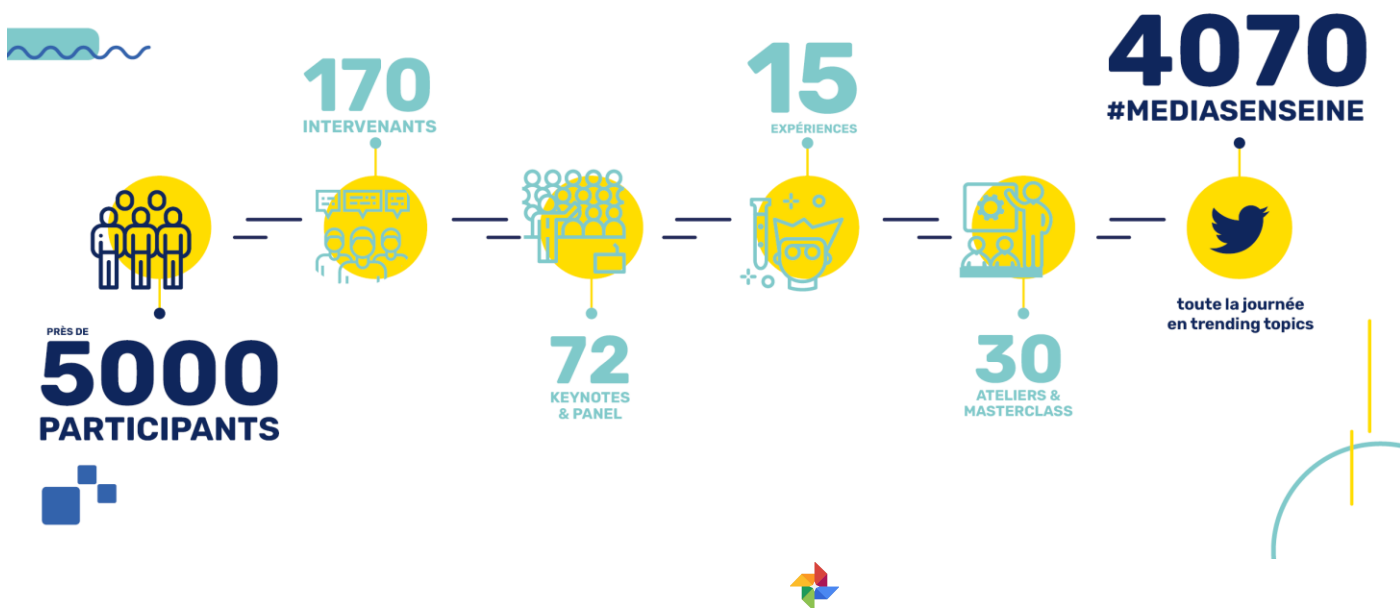 PRÈS DE
5000
PARTICIPANTS
170
INTERVENANTS
72
KEYNOTES
& PANEL
15
EXPÉRIENCES
30
ATELIERS &
MASTERCLASS
4070
#MEDIASENSEINE
toute la journée
en trending topics